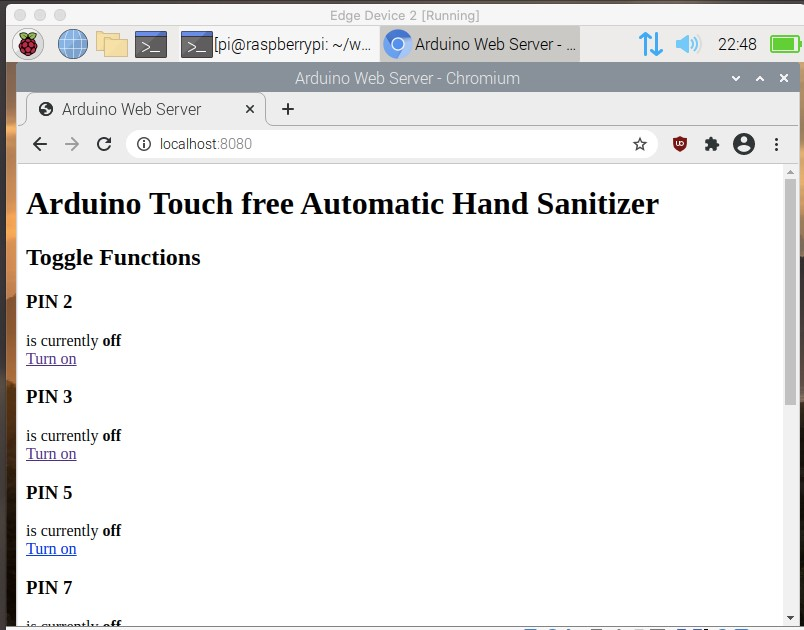 Edge Device 2 [Running]
[pi@raspberrypi: ~/w...
Arduino Web Server - ...
22:48
Arduino Web Server - Chromium
Arduino Web Server
localhost:8080
Arduino Touch free Automatic Hand Sanitizer
Toggle Functions
PIN 2
is currently off
Turn on
PIN 3
is currently off
Turn on
PIN 5
is currently off
Turn on
PIN 7
is currently off